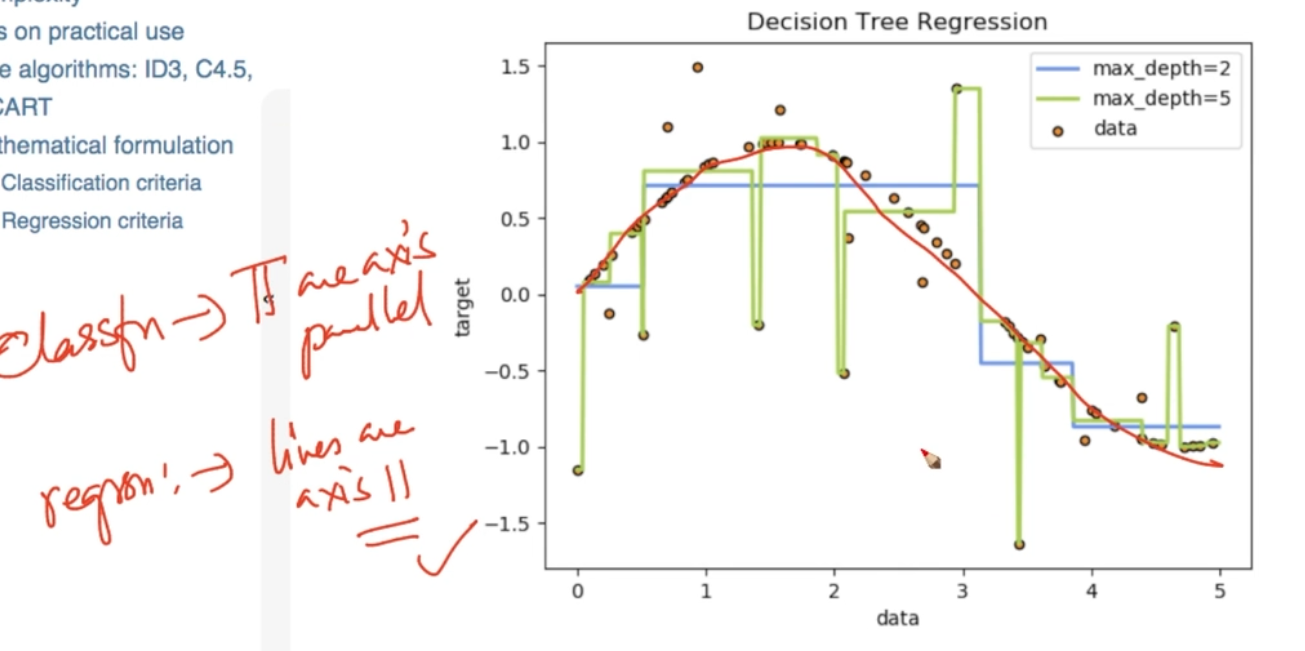 s on practical use
e algorithms: ID3, C4.5,
CART
thematical formulation
Classification criteria
Regression criteria
Classfn → π s are axis
parallel
regrsn: → lines are
axis ||
Decision Tree Regression
max_depth=2
max_depth=5
data
1.5
1.0
0.5
0.0
−0.5
−1.0
−1.5
target
0 1 2 3 4 5
data